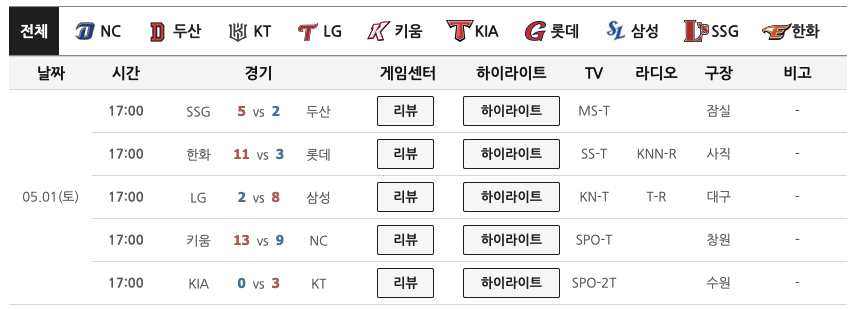 전체 NC 두산 KT LG 키움 KIA 롯데 삼성 SSG 한화
날짜 시간 경기 게임센터 하이라이트 TV 라디오 구장 비고
17:00 SSG 5 vs 2 두산 리뷰 하이라이트 MS-T 잠실 -
17:00 한화 11 vs 3 롯데 리뷰 하이라이트 SS-T KNN-R 사직 -
05.01(토) 17:00 LG 2 vs 8 삼성 리뷰 하이라이트 KN-T T-R 대구 -
17:00 키움 13 vs 9 NC 리뷰 하이라이트 SPO-T 창원 -
17:00 KIA 0 vs 3 KT 리뷰 하이라이트 SPO-2T 수원 -